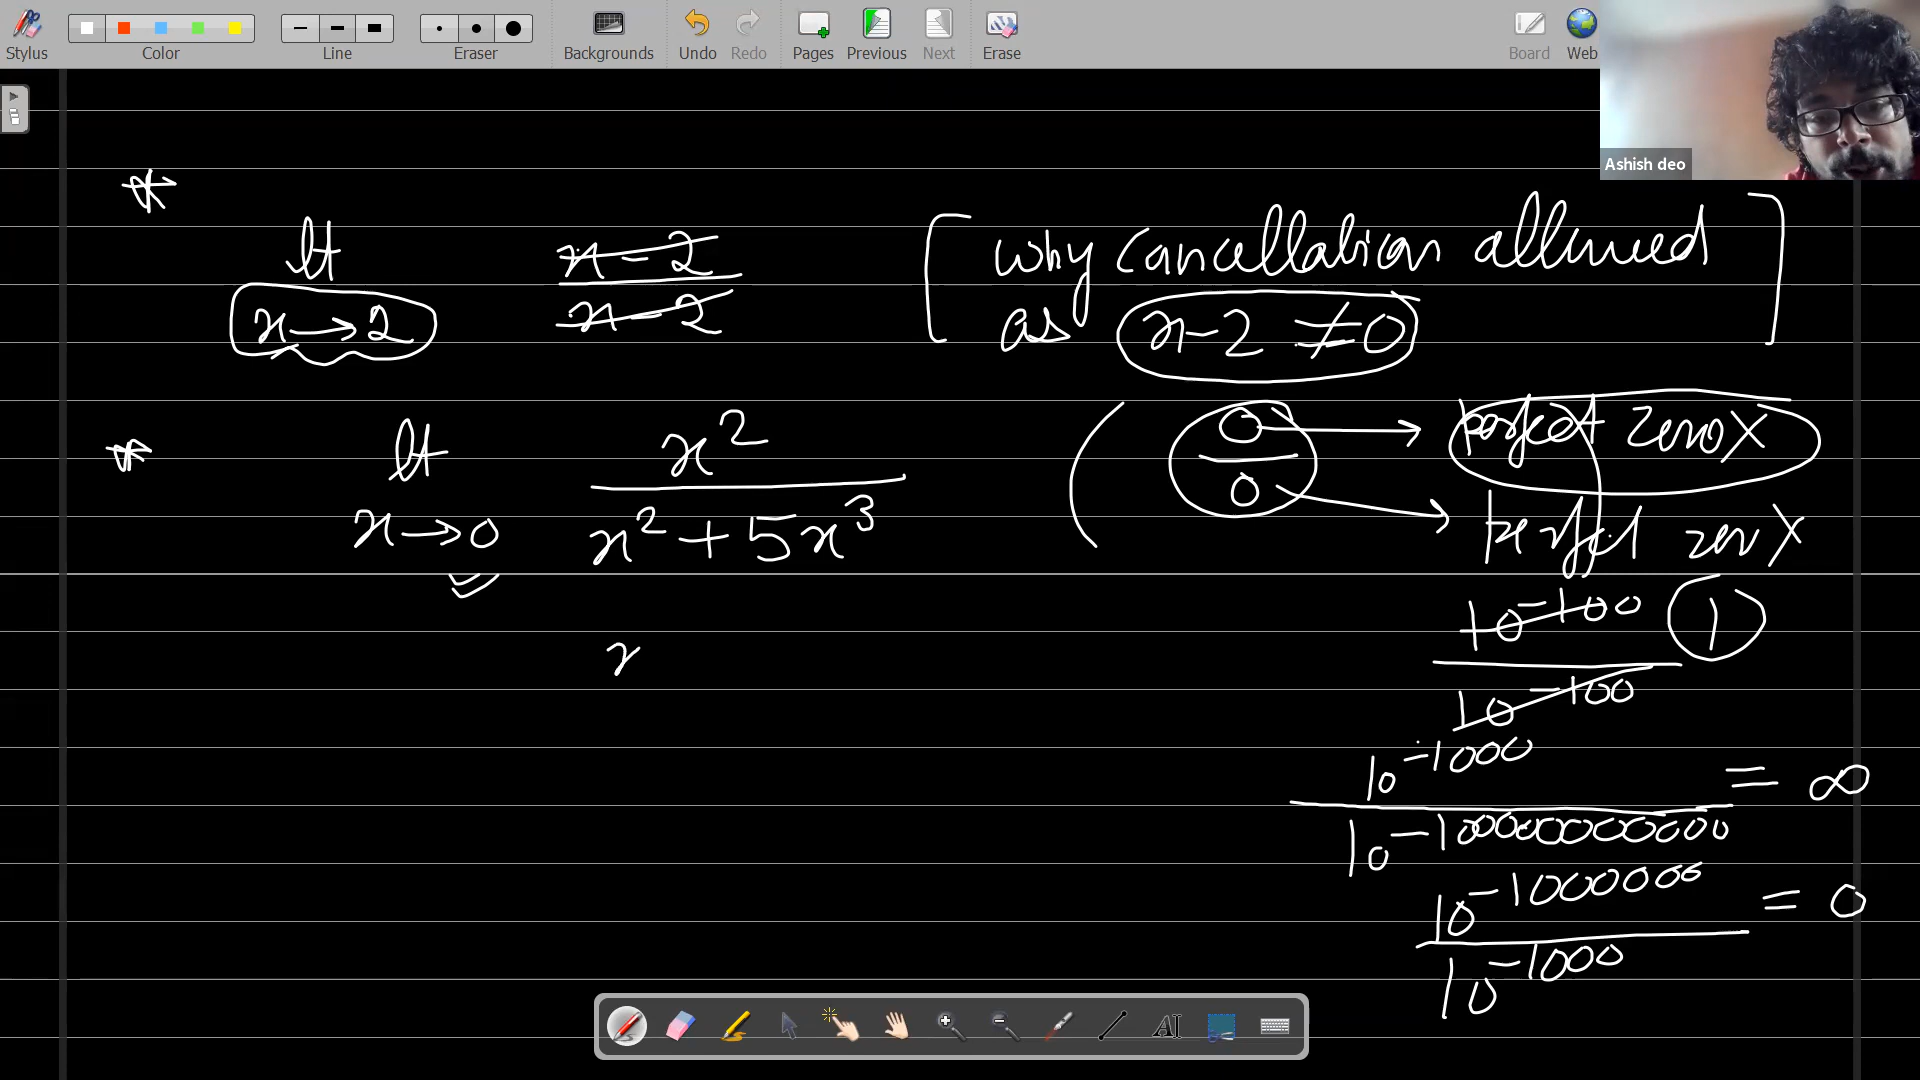 Stylus Color Line Eraser Backgrounds Undo Redo Pages Previous Next Erase Board Web
Ashish deo
lt x-2 [why cancellation allowed
x→2 x-2 as x-2 ≠ 0]
lt x² ( 0 → perfect zero X
x→0 x² + 5x³ 0 → perfect zero X
10^-100 1
x
10^-100
10^-1000 = ∞
10^-100000000000
10^-1000000 = 0
10^-1000